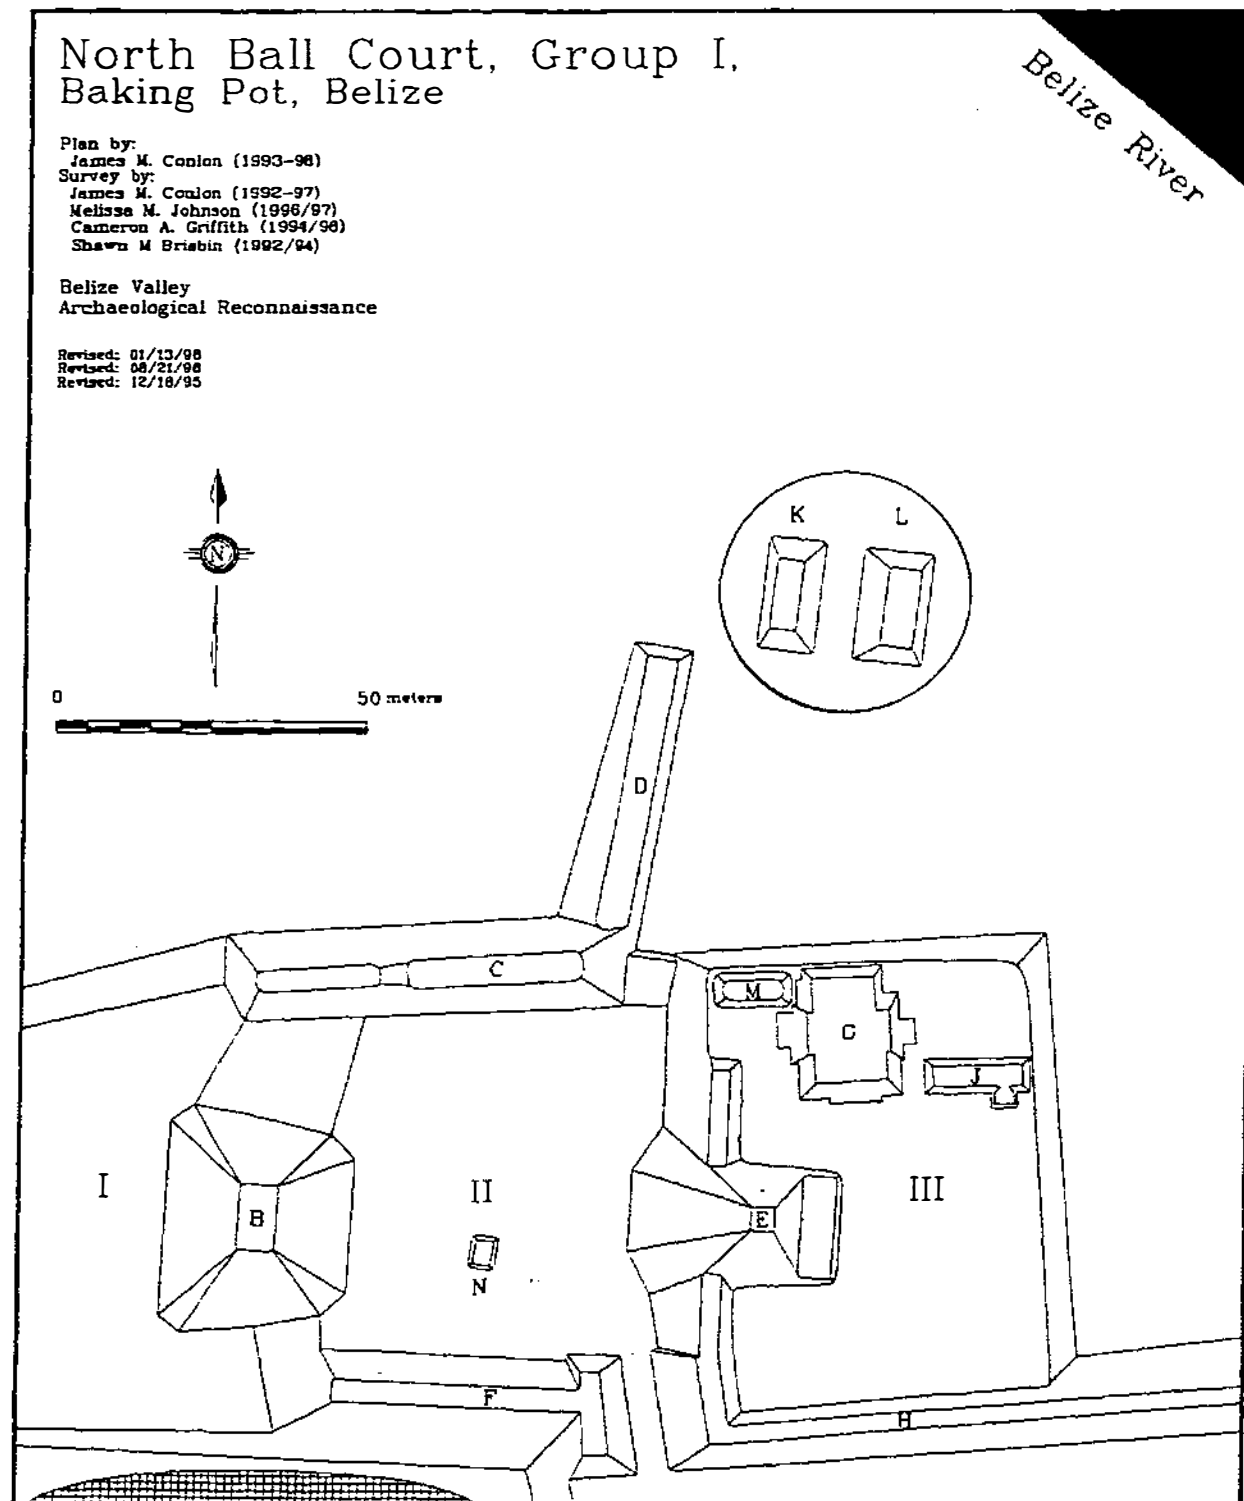 North Ball Court, Group I,
Baking Pot, Belize
Plan by:
James M. Conlon (1993-98)
Survey by:
James M. Conlon (1992-97)
Melissa M. Johnson (1996/97)
Cameron A. Griffith (1994/96)
Shawn M Brisbin (1992/94)
Belize Valley
Archaeological Reconnaissance
Revised: 01/13/98
Revised: 08/21/96
Revised: 12/18/95
Belize River
N
0 50 meters
K L
D
C
M
G
J
I
II
III
B
E
N
F
H